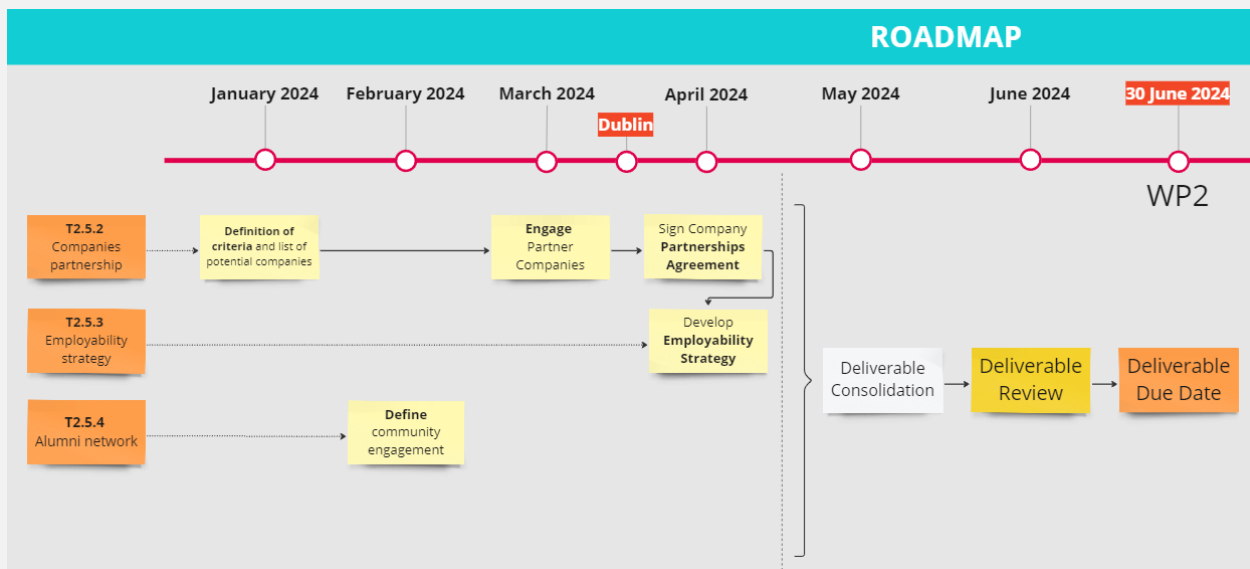 ROADMAP
January 2024
February 2024
March 2024
Dublin
April 2024
May 2024
June 2024
30 June 2024
WP2
T2.5.2
Companies
partnership
Definition of
criteria and list of
potential companies
Engage
Partner
Companies
Sign Company
Partnerships
Agreement
T2.5.3
Employability
strategy
Develop
Employability
Strategy
Deliverable
Consolidation
Deliverable
Review
Deliverable
Due Date
T2.5.4
Alumni network
Define
community
engagement